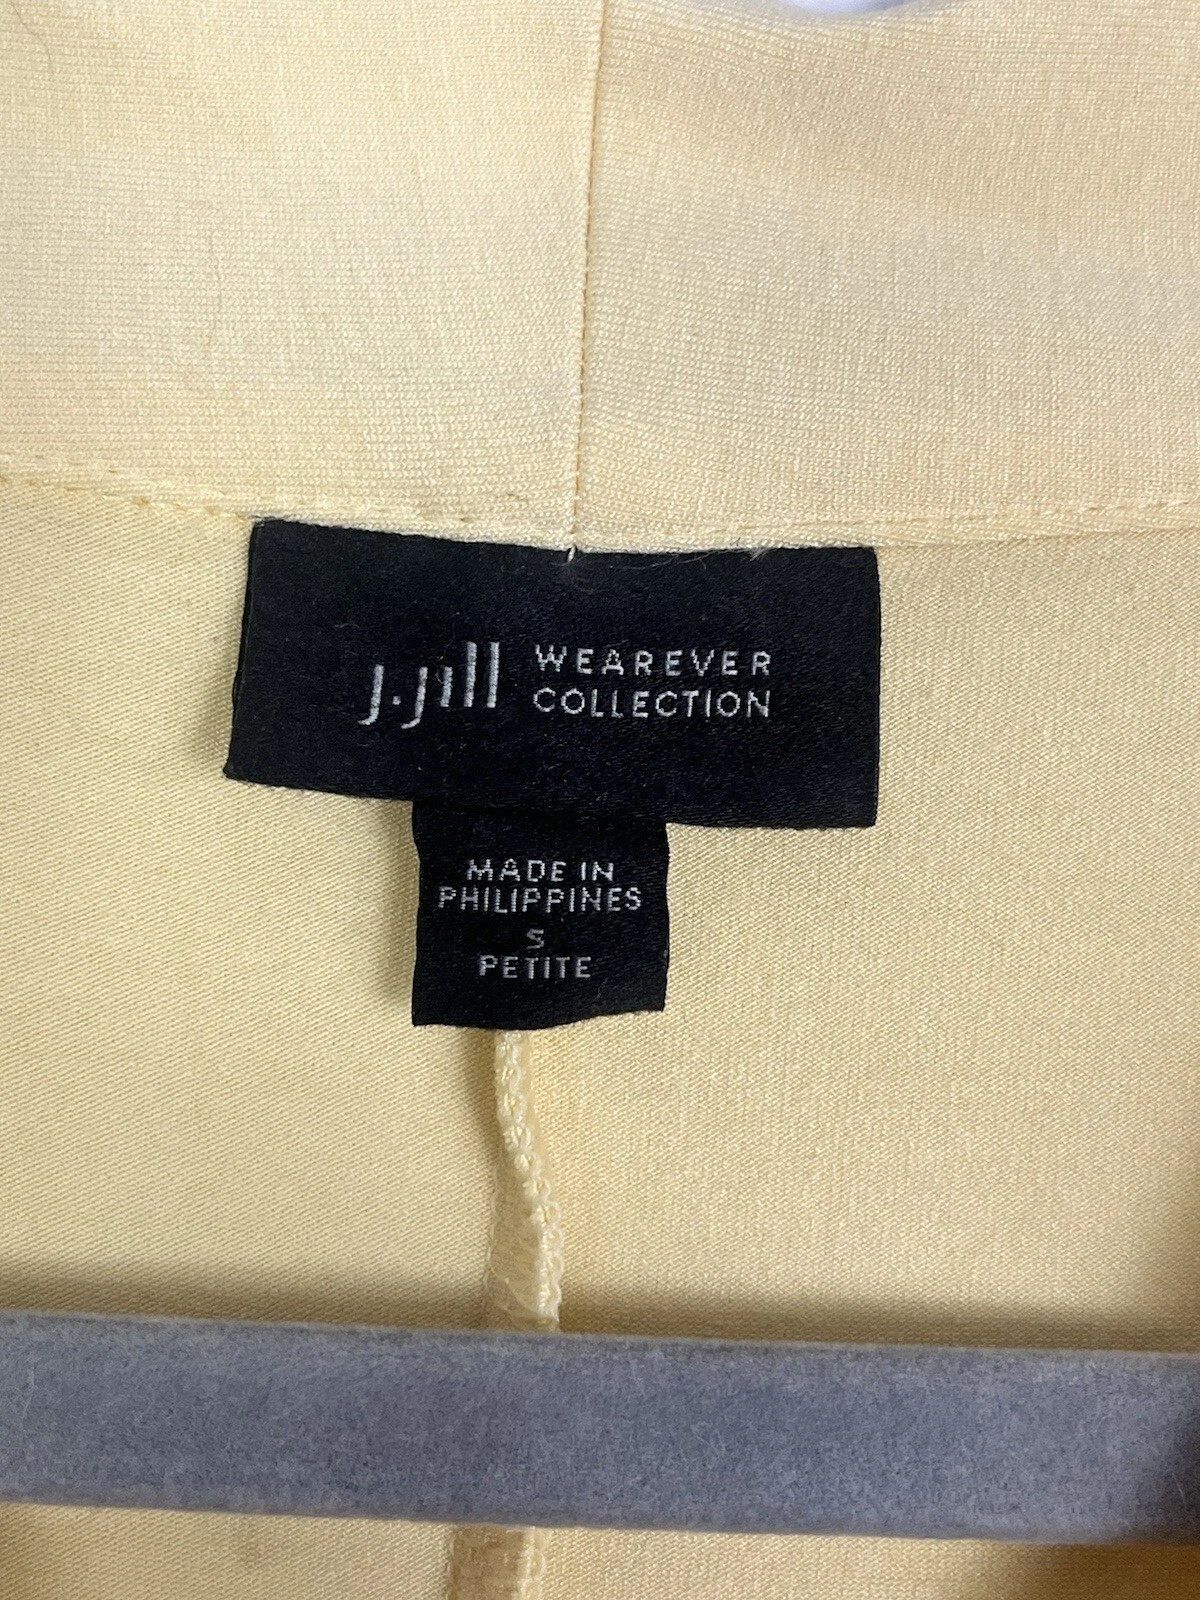 J.Jill WEAREVER
COLLECTION
MADE IN
PHILIPPINES
S
PETITE